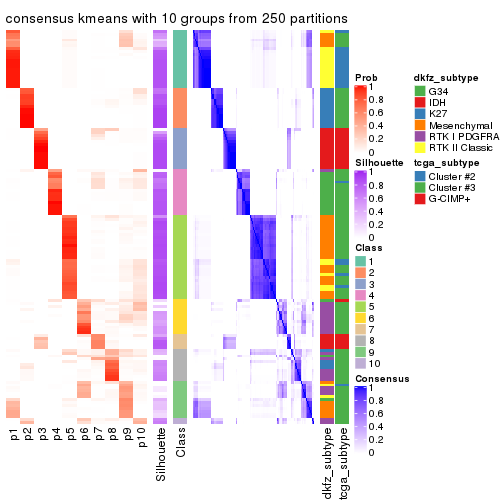 consensus kmeans with 10 groups from 250 partitions
Prob
1
0.8
0.6
0.4
0.2
0
Silhouette
1
0.8
0.6
0.4
0.2
0
Class
1
2
3
4
5
6
7
8
9
10
Consensus
1
0.8
0.6
0.4
0.2
0
dkfz_subtype
G34
IDH
K27
Mesenchymal
RTK I PDGFRA
RTK II Classic
tcga_subtype
Cluster #2
Cluster #3
G-CIMP+
p1
p2
p3
p4
p5
p6
p7
p8
p9
p10
Silhouette
Class
dkfz_subtype
tcga_subtype